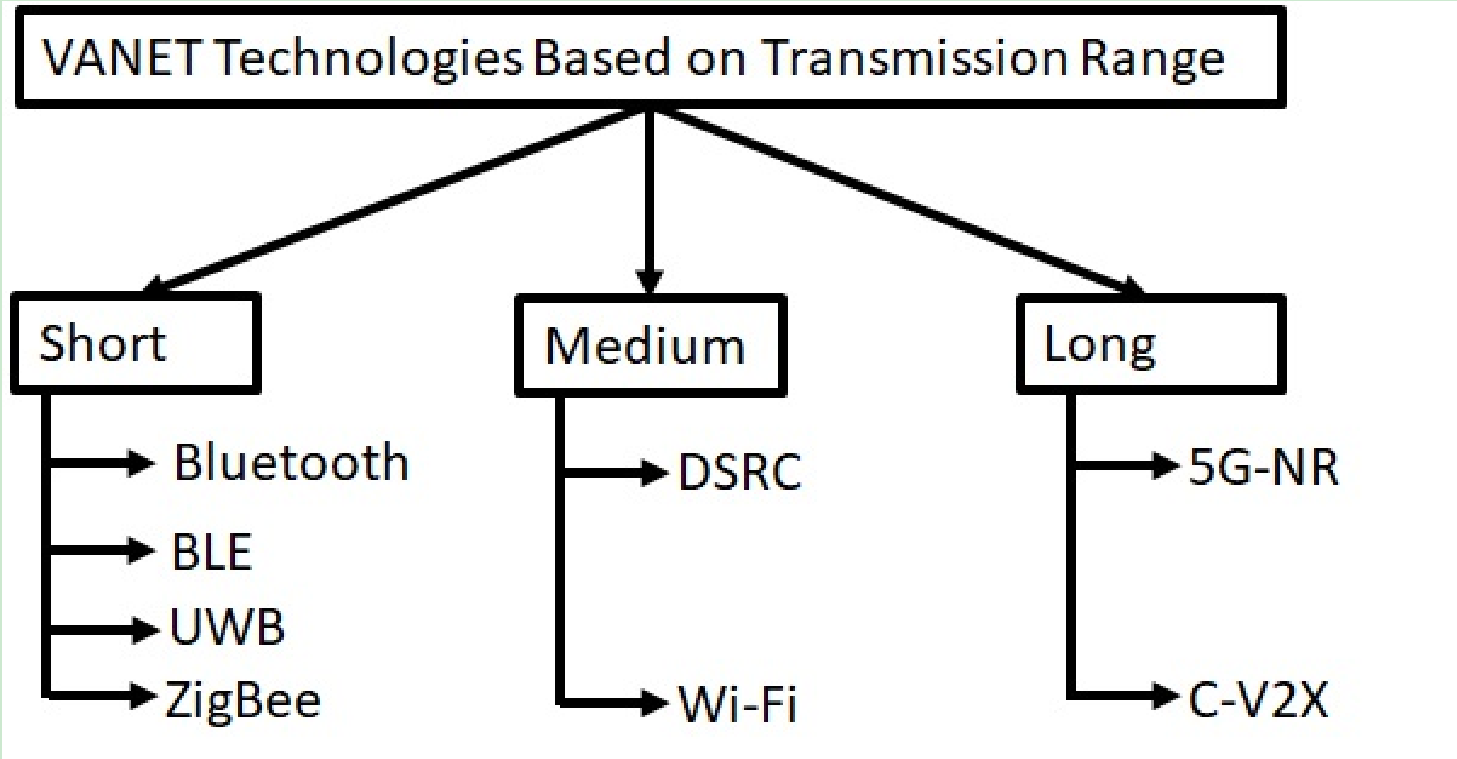 VANET Technologies Based on Transmission Range
Short
Medium
Long
Bluetooth
BLE
UWB
ZigBee
DSRC
Wi-Fi
5G-NR
C-V2X